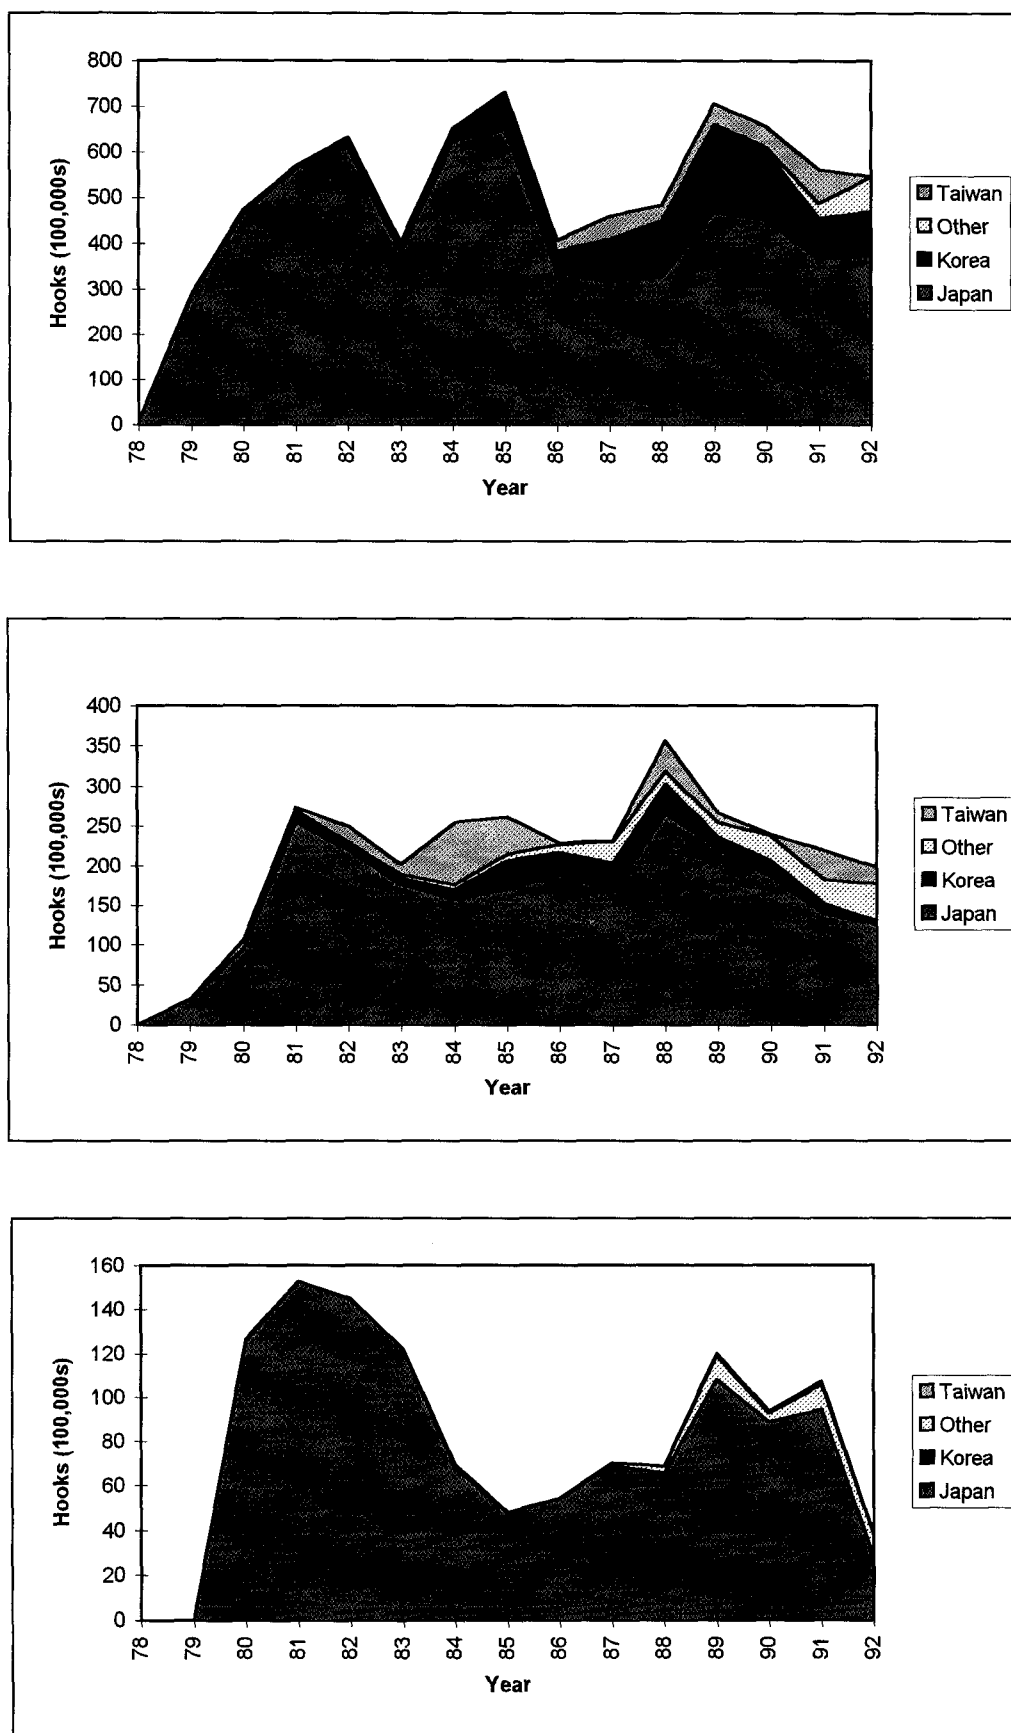 800
700
600
500
400
300
200
100
0
Hooks (100,000s)
78 79 80 81 82 83 84 85 86 87 88 89 90 91 92
Year
Taiwan
Other
Korea
Japan
400
350
300
250
200
150
100
50
0
Hooks (100,000s)
78 79 80 81 82 83 84 85 86 87 88 89 90 91 92
Year
Taiwan
Other
Korea
Japan
160
140
120
100
80
60
40
20
0
Hooks (100,000s)
78 79 80 81 82 83 84 85 86 87 88 89 90 91 92
Year
Taiwan
Other
Korea
Japan